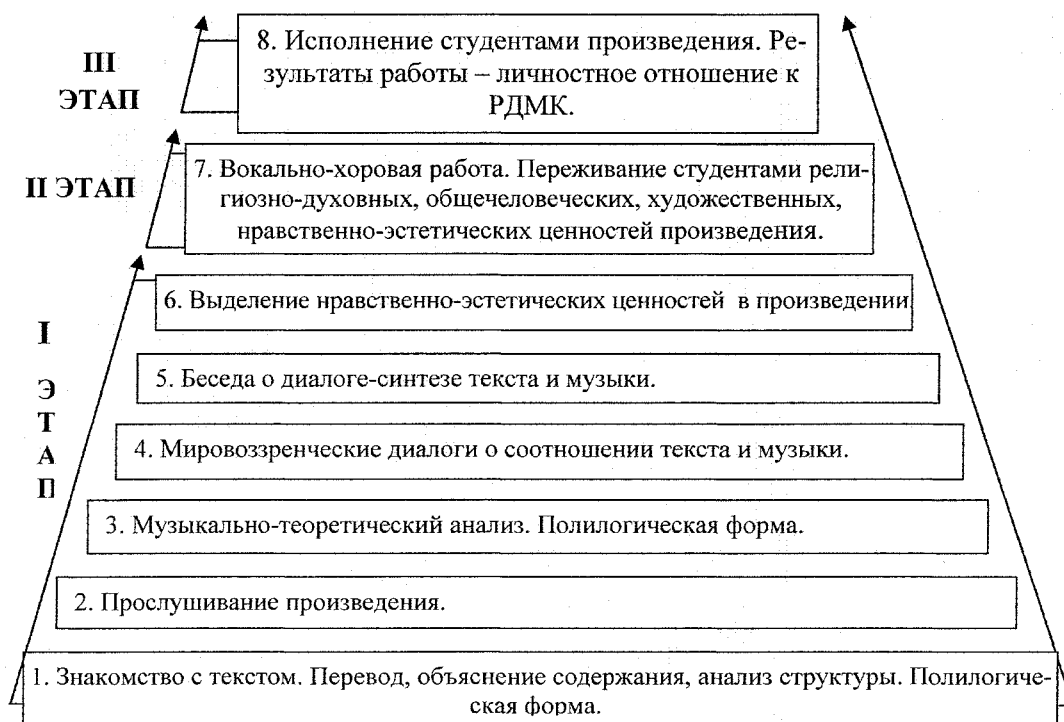 III
ЭТАП
8. Исполнение студентами произведения. Ре-
зультаты работы – личностное отношение к
РДМК.
II ЭТАП
7. Вокально-хоровая работа. Переживание студентами рели-
гиозно-духовных, общечеловеческих, художественных,
нравственно-эстетических ценностей произведения.
I
Э
Т
А
П
6. Выделение нравственно-эстетических ценностей в произведении
5. Беседа о диалоге-синтезе текста и музыки.
4. Мировоззренческие диалоги о соотношении текста и музыки.
3. Музыкально-теоретический анализ. Полилогическая форма.
2. Прослушивание произведения.
1. Знакомство с текстом. Перевод, объяснение содержания, анализ структуры. Полилогиче-
ская форма.